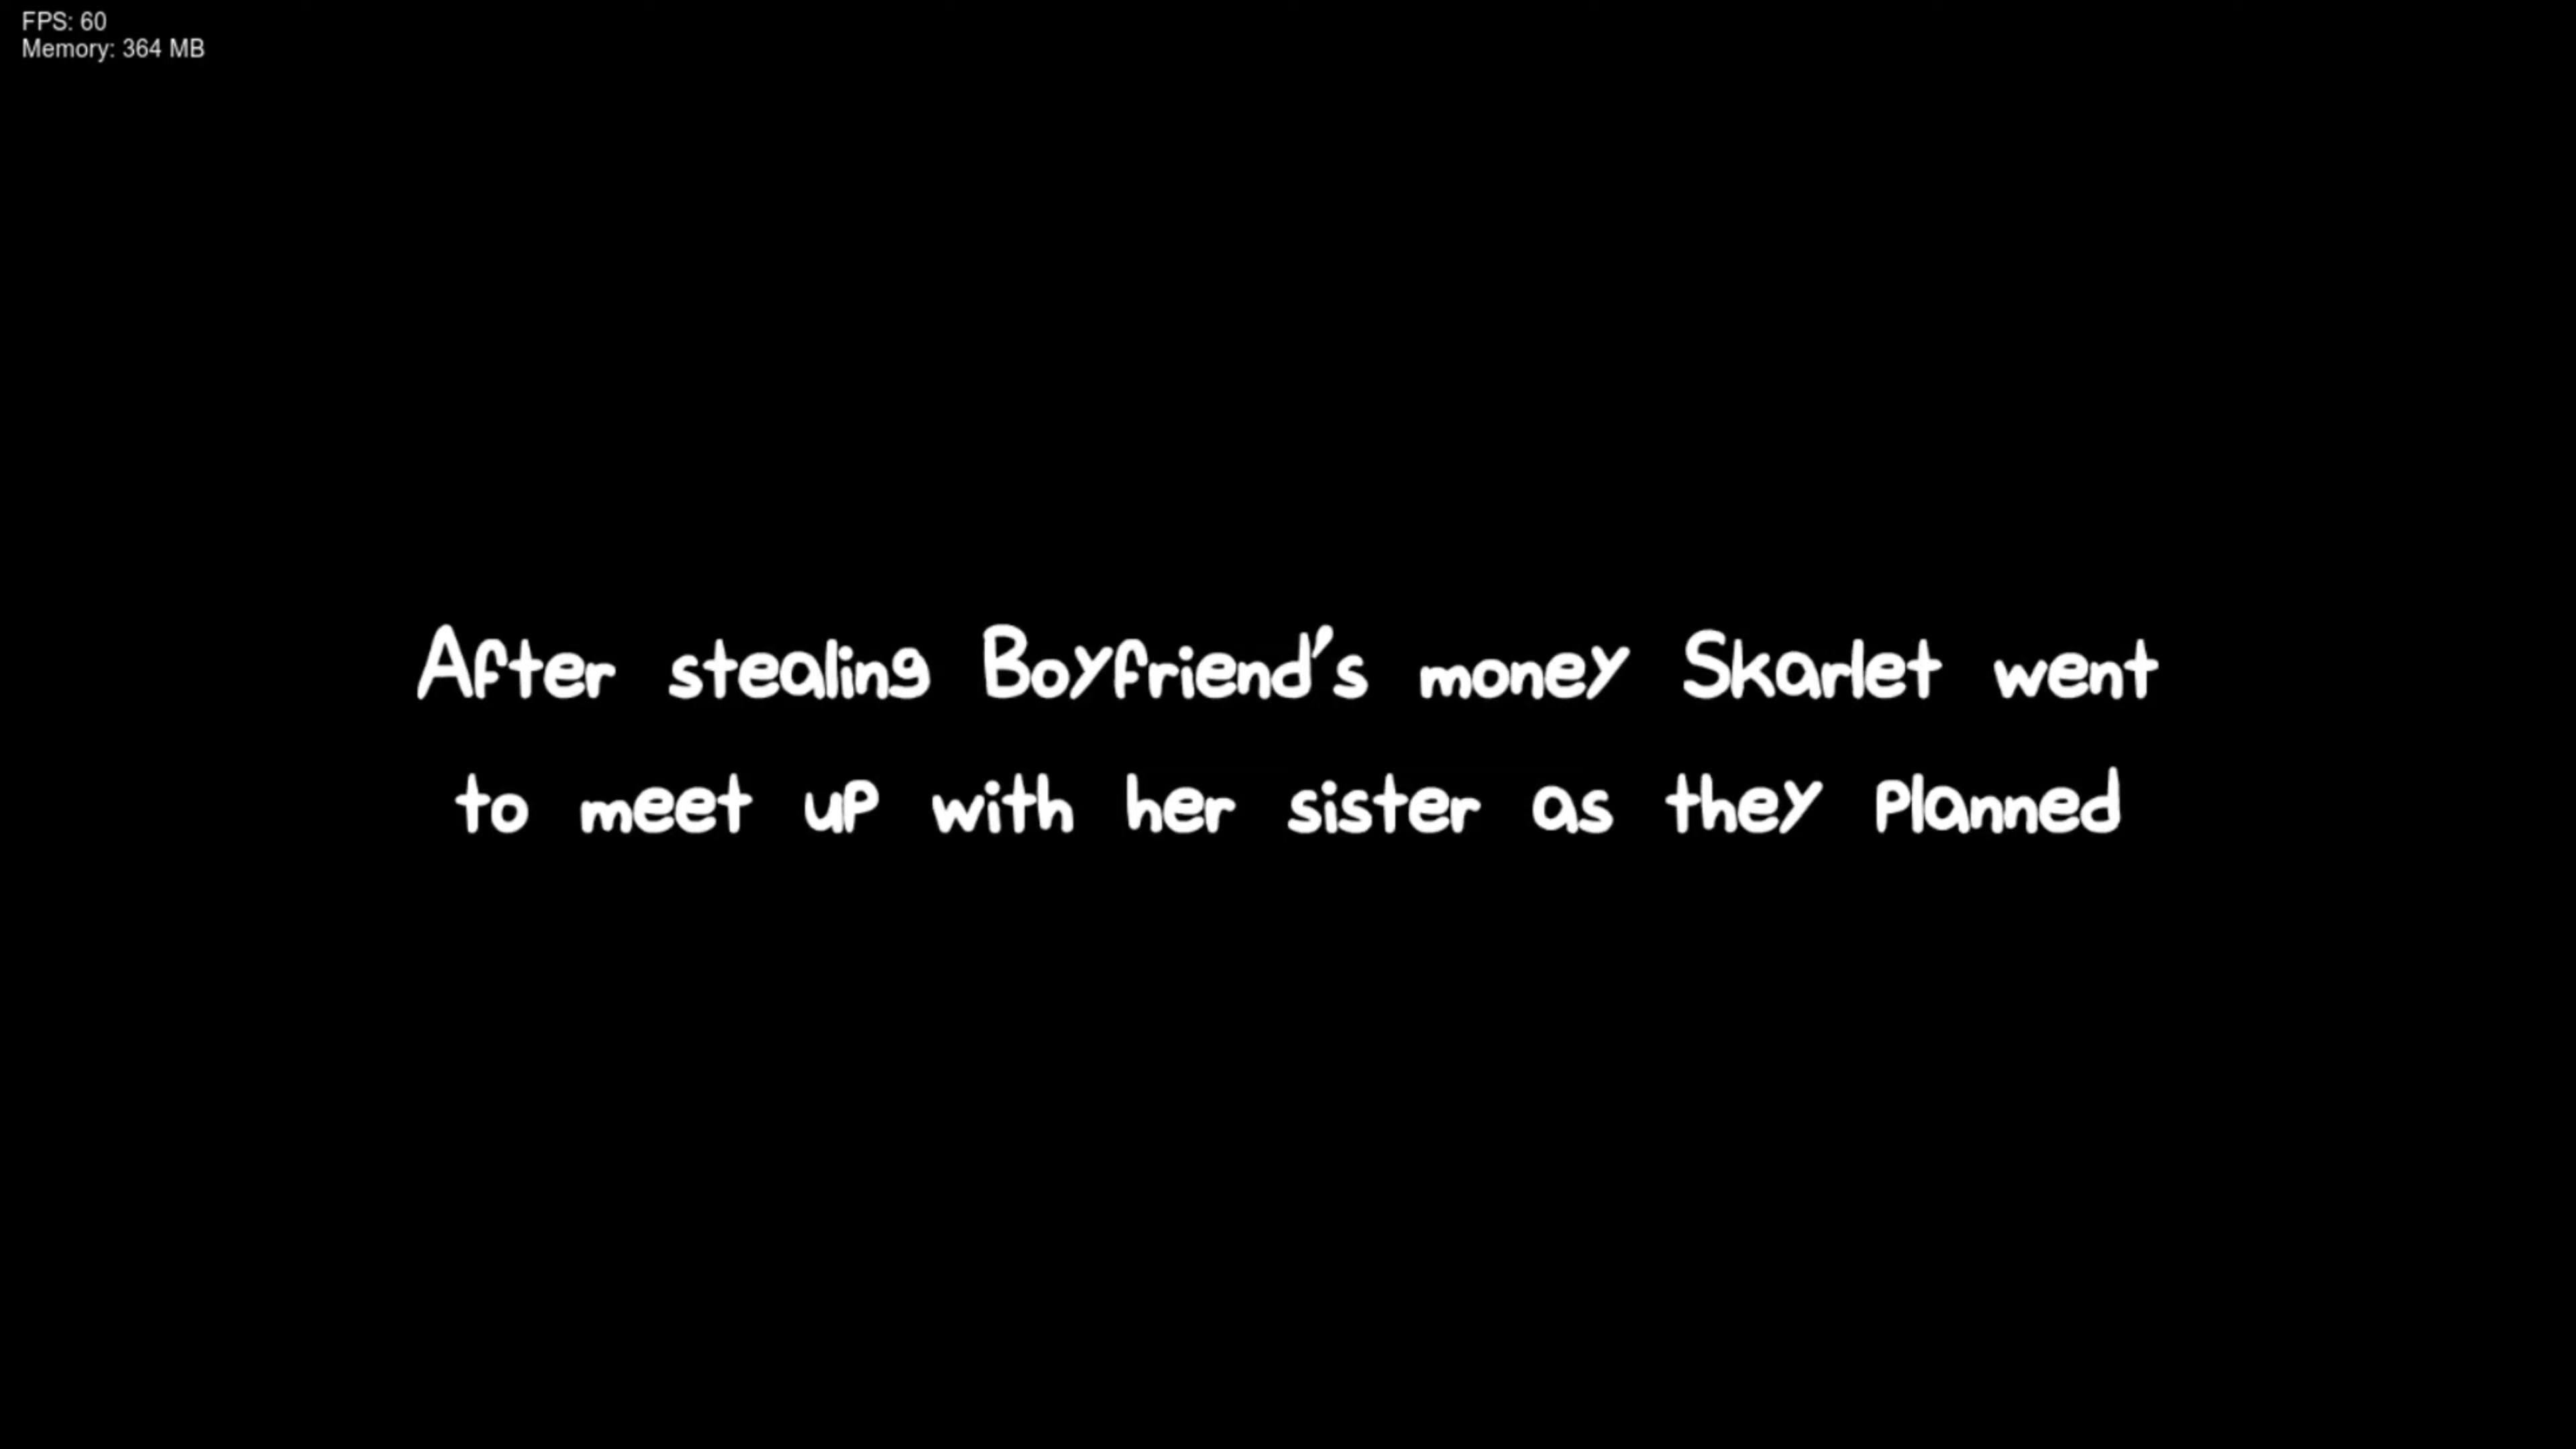 FPS: 60
Memory: 364 MB
After stealing Boyfriend's money Skarlet went
to meet up with her sister as they planned